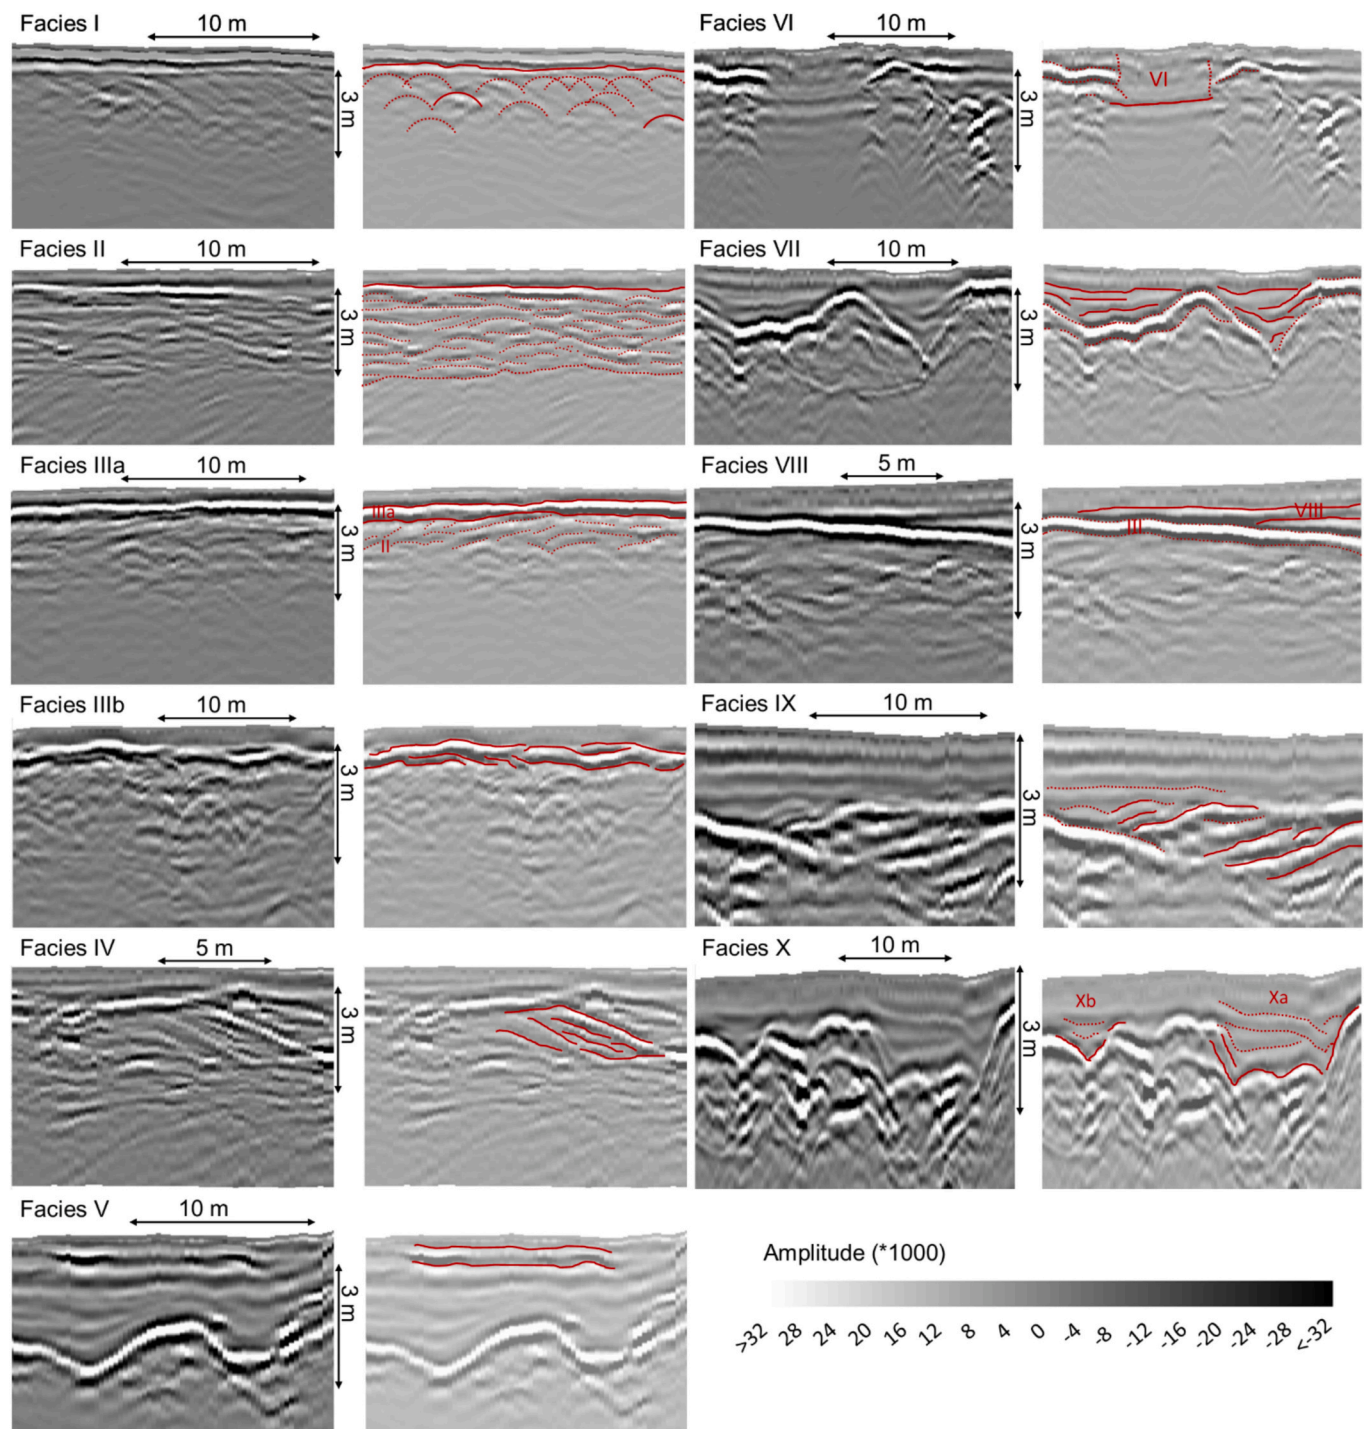 Facies I
10 m
3 m
Facies II
10 m
3 m
Facies IIIa
10 m
IIIa
II
3 m
Facies IIIb
10 m
3 m
Facies IV
5 m
3 m
Facies V
10 m
3 m
Facies VI
10 m
VI
3 m
Facies VII
10 m
3 m
Facies VIII
5 m
VIII
III
3 m
Facies IX
10 m
3 m
Facies X
10 m
Xb
Xa
3 m
Amplitude (*1000)
>32 28 24 20 16 12 8 4 0 -4 -8 -12 -16 -20 -24 -28 <-32